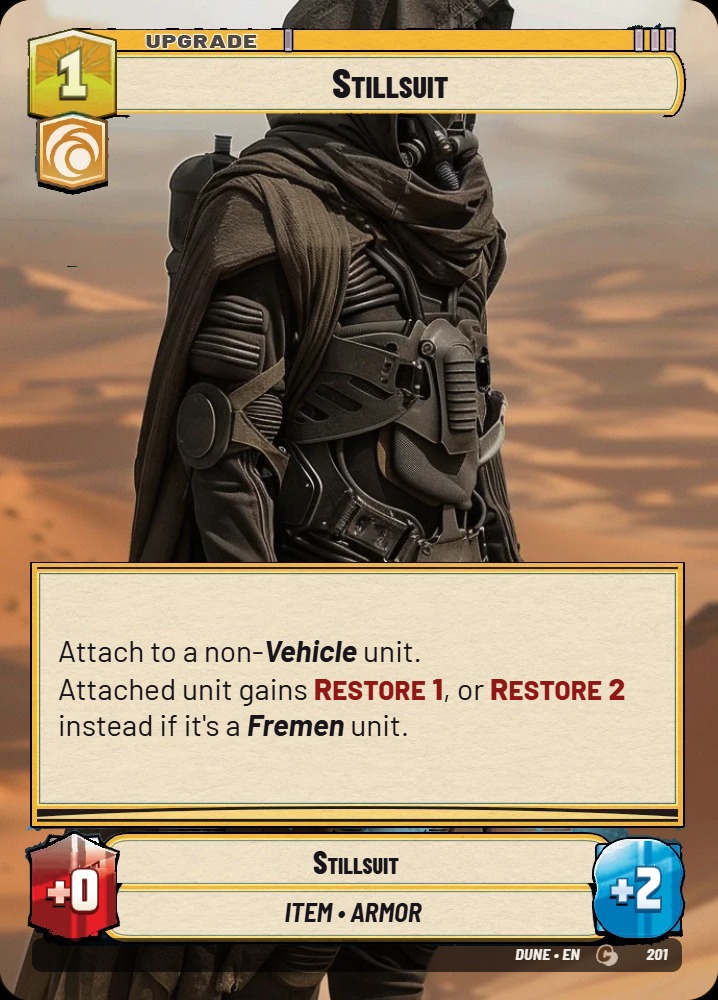 UPGRADE
1
Stillsuit
Attach to a non-Vehicle unit.
Attached unit gains RESTORE 1, or RESTORE 2
instead if it's a Fremen unit.
+0
Stillsuit
+2
ITEM • ARMOR
DUNE • EN C 201